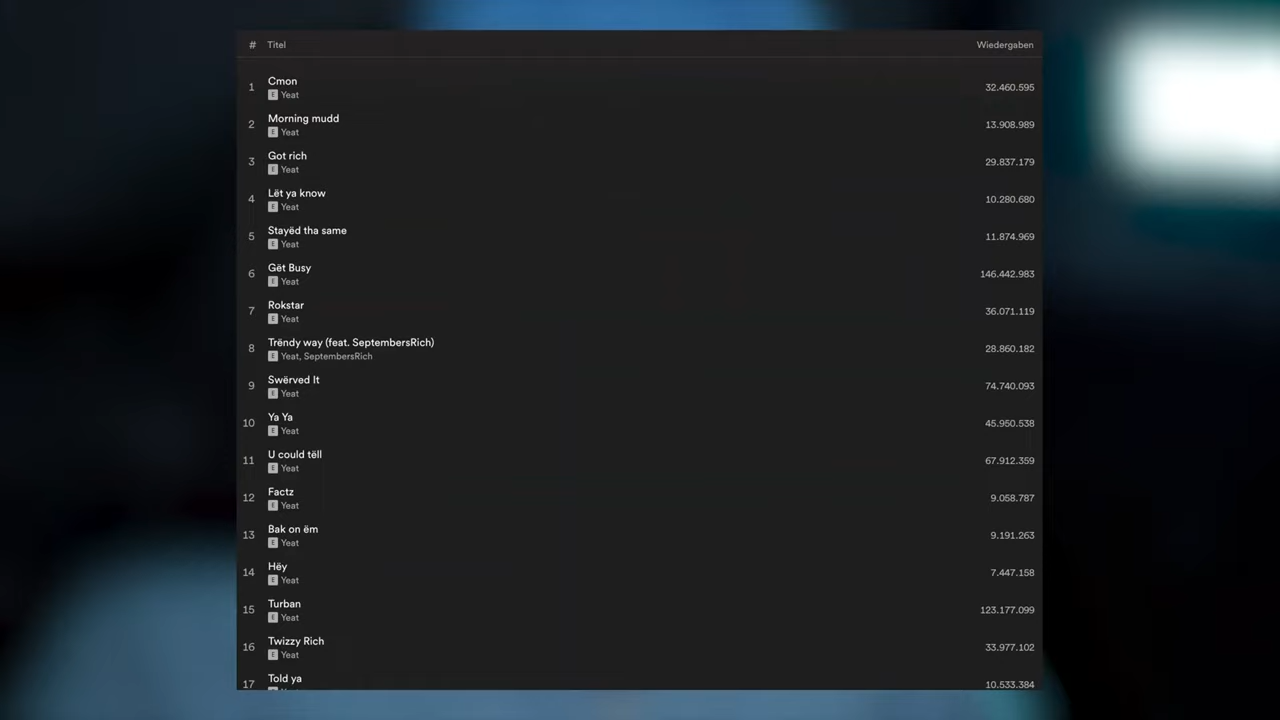 # Titel Wiedergaben
1 Cmon 32.460.595
E Yeat
2 Morning mudd 13.908.989
E Yeat
3 Got rich 29.837.179
E Yeat
4 Lët ya know 10.280.680
E Yeat
5 Stayëd tha same 11.874.969
E Yeat
6 Gët Busy 146.442.983
E Yeat
7 Rokstar 36.071.119
E Yeat
8 Trëndy way (feat. SeptembersRich) 28.860.182
E Yeat, SeptembersRich
9 Swërved It 74.740.093
E Yeat
10 Ya Ya 45.950.538
E Yeat
11 U could tëll 67.912.359
E Yeat
12 Factz 9.058.787
E Yeat
13 Bak on ëm 9.191.263
E Yeat
14 Hëy 7.447.158
E Yeat
15 Turban 123.177.099
E Yeat
16 Twizzy Rich 33.977.102
E Yeat
17 Told ya 10.533.384